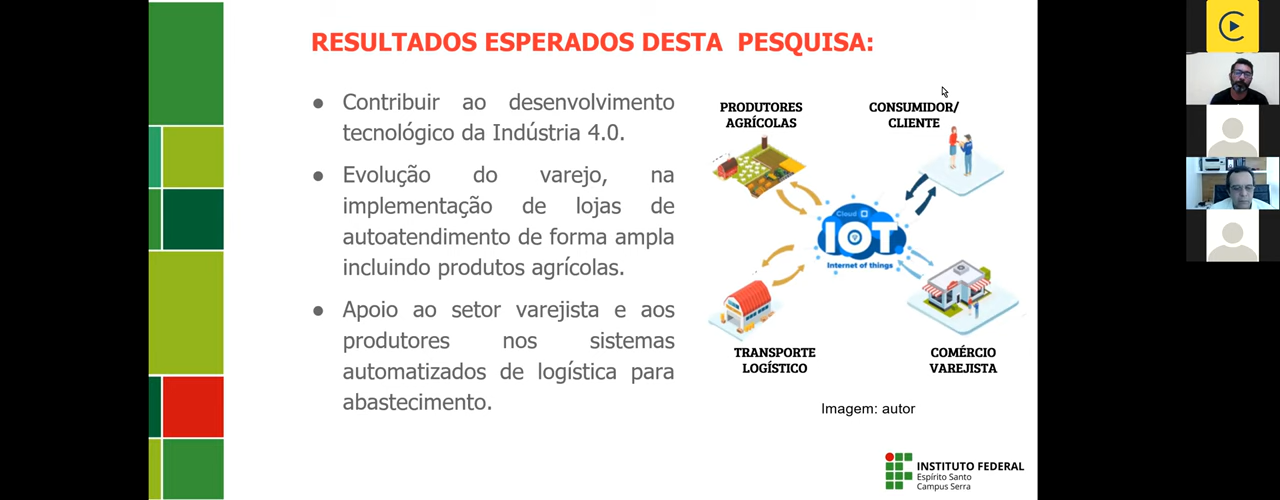 RESULTADOS ESPERADOS DESTA PESQUISA:
● Contribuir ao desenvolvimento
tecnológico da Indústria 4.0.
● Evolução do varejo, na
implementação de lojas de
autoatendimento de forma ampla
incluindo produtos agrícolas.
● Apoio ao setor varejista e aos
produtores nos sistemas
automatizados de logística para
abastecimento.
PRODUTORES
AGRÍCOLAS
CONSUMIDOR/
CLIENTE
Cloud
IOT
Internet of things
TRANSPORTE
LOGÍSTICO
COMÉRCIO
VAREJISTA
Imagem: autor
INSTITUTO FEDERAL
Espírito Santo
Campus Serra